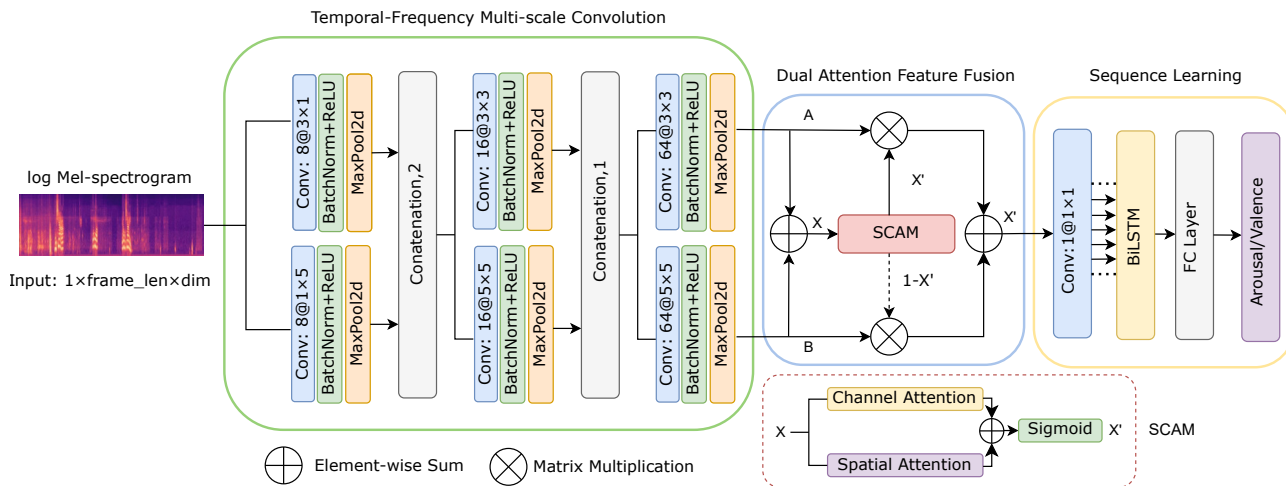 Temporal-Frequency Multi-scale Convolution
Dual Attention Feature Fusion
Sequence Learning
log Mel-spectrogram
Input: 1×frame_len×dim
Conv: 8@3×1
BatchNorm+ReLU
MaxPool2d
Conv: 8@1×5
BatchNorm+ReLU
MaxPool2d
Concatenation,2
Conv: 16@3×3
BatchNorm+ReLU
MaxPool2d
Conv: 16@5×5
BatchNorm+ReLU
MaxPool2d
Concatenation,1
Conv: 64@3×3
BatchNorm+ReLU
MaxPool2d
Conv: 64@5×5
BatchNorm+ReLU
MaxPool2d
A
B
X
X'
SCAM
1-X'
X'
Conv:1@1×1
BiLSTM
FC Layer
Arousal/Valence
X
Channel Attention
Spatial Attention
Sigmoid
X'
SCAM
Element-wise Sum
Matrix Multiplication